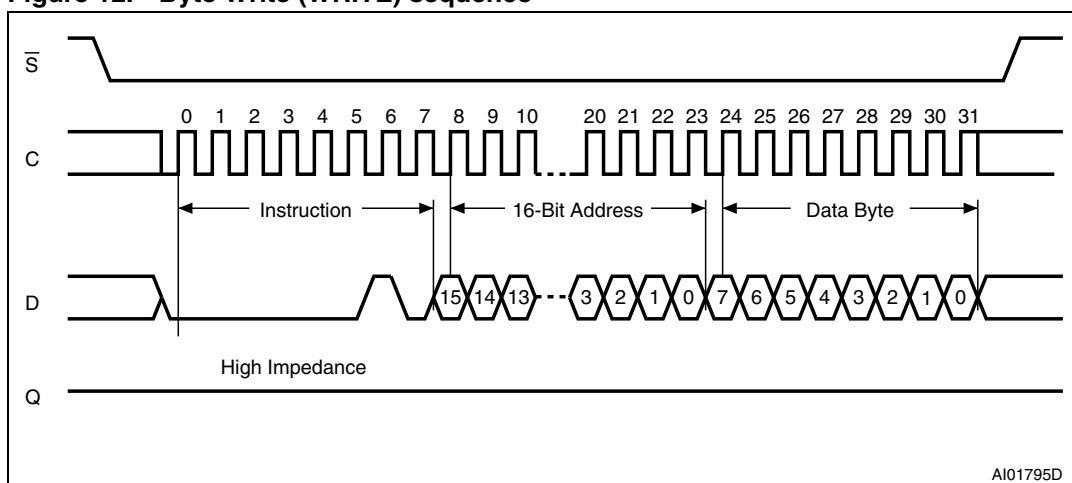 Figure 12. Byte Write (WRITE) sequence
S
0 1 2 3 4 5 6 7 8 9 10 20 21 22 23 24 25 26 27 28 29 30 31
C
Instruction 16-Bit Address Data Byte
D 15 14 13 3 2 1 0 7 6 5 4 3 2 1 0
High Impedance
Q
AI01795D